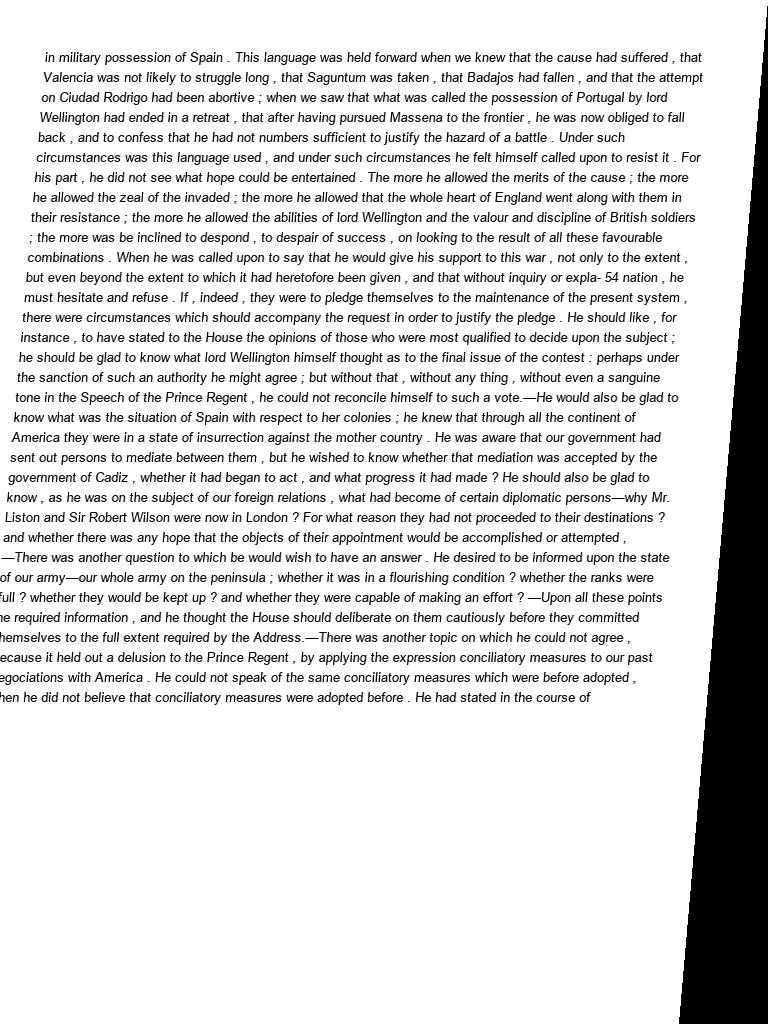 in military possession of Spain . This language was held forward when we knew that the cause had suffered , that
Valencia was not likely to struggle long , that Saguntum was taken , that Badajos had fallen , and that the attempt
on Ciudad Rodrigo had been abortive ; when we saw that what was called the possession of Portugal by lord
Wellington had ended in a retreat , that after having pursued Massena to the frontier , he was now obliged to fall
back , and to confess that he had not numbers sufficient to justify the hazard of a battle . Under such
circumstances was this language used , and under such circumstances he felt himself called upon to resist it . For
his part , he did not see what hope could be entertained . The more he allowed the merits of the cause ; the more
he allowed the zeal of the invaded ; the more he allowed that the whole heart of England went along with them in
their resistance ; the more he allowed the abilities of lord Wellington and the valour and discipline of British soldiers
; the more was be inclined to despond , to despair of success , on looking to the result of all these favourable
combinations . When he was called upon to say that he would give his support to this war , not only to the extent ,
but even beyond the extent to which it had heretofore been given , and that without inquiry or expla- 54 nation , he
must hesitate and refuse . If , indeed , they were to pledge themselves to the maintenance of the present system ,
there were circumstances which should accompany the request in order to justify the pledge . He should like , for
instance , to have stated to the House the opinions of those who were most qualified to decide upon the subject ;
he should be glad to know what lord Wellington himself thought as to the final issue of the contest : perhaps under
the sanction of such an authority he might agree ; but without that , without any thing , without even a sanguine
tone in the Speech of the Prince Regent , he could not reconcile himself to such a vote.—He would also be glad to
know what was the situation of Spain with respect to her colonies ; he knew that through all the continent of
America they were in a state of insurrection against the mother country . He was aware that our government had
sent out persons to mediate between them , but he wished to know whether that mediation was accepted by the
government of Cadiz , whether it had began to act , and what progress it had made ? He should also be glad to
know , as he was on the subject of our foreign relations , what had become of certain diplomatic persons—why Mr.
Liston and Sir Robert Wilson were now in London ? For what reason they had not proceeded to their destinations ?
and whether there was any hope that the objects of their appointment would be accomplished or attempted ,
—There was another question to which be would wish to have an answer . He desired to be informed upon the state
of our army—our whole army on the peninsula ; whether it was in a flourishing condition ? whether the ranks were
full ? whether they would be kept up ? and whether they were capable of making an effort ? —Upon all these points
he required information , and he thought the House should deliberate on them cautiously before they committed
hemselves to the full extent required by the Address.—There was another topic on which he could not agree ,
ecause it held out a delusion to the Prince Regent , by applying the expression conciliatory measures to our past
egociations with America . He could not speak of the same conciliatory measures which were before adopted ,
hen he did not believe that conciliatory measures were adopted before . He had stated in the course of